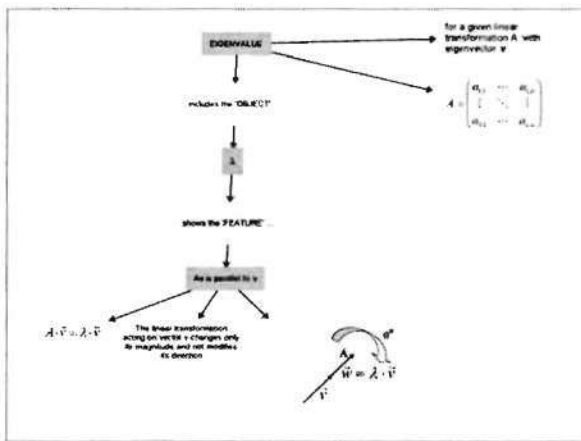 EIGENVALUE
for a given linear
transformation A with
eigenvector v
includes the 'OBJECT'
λ
shows the 'FEATURE' ...
Av is parallel to v
The linear transformation
acting on vector v changes only
its magnitude and not modifies
its direction
A · v⃗ = λ · v⃗
A =
A
0°
w⃗ = λ · v⃗
v⃗